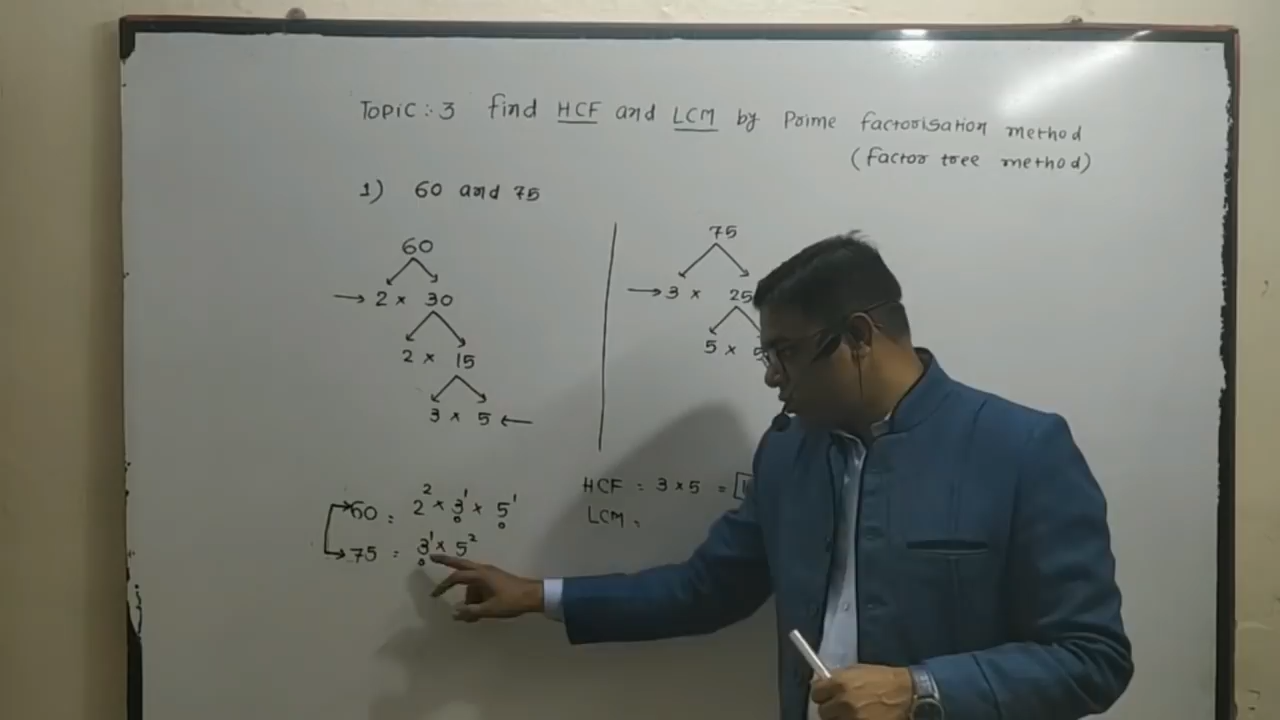 TOPIC : 3 find HCF and LCM by Prime factorisation method
(factor tree method)
1) 60 and 75
60
→ 2 × 30
2 × 15
3 × 5 ←
75
→ 3 × 25
5 × 5
60 = 2² × 3¹ × 5¹
75 = 3¹ × 5²
HCF = 3 × 5 =
LCM =